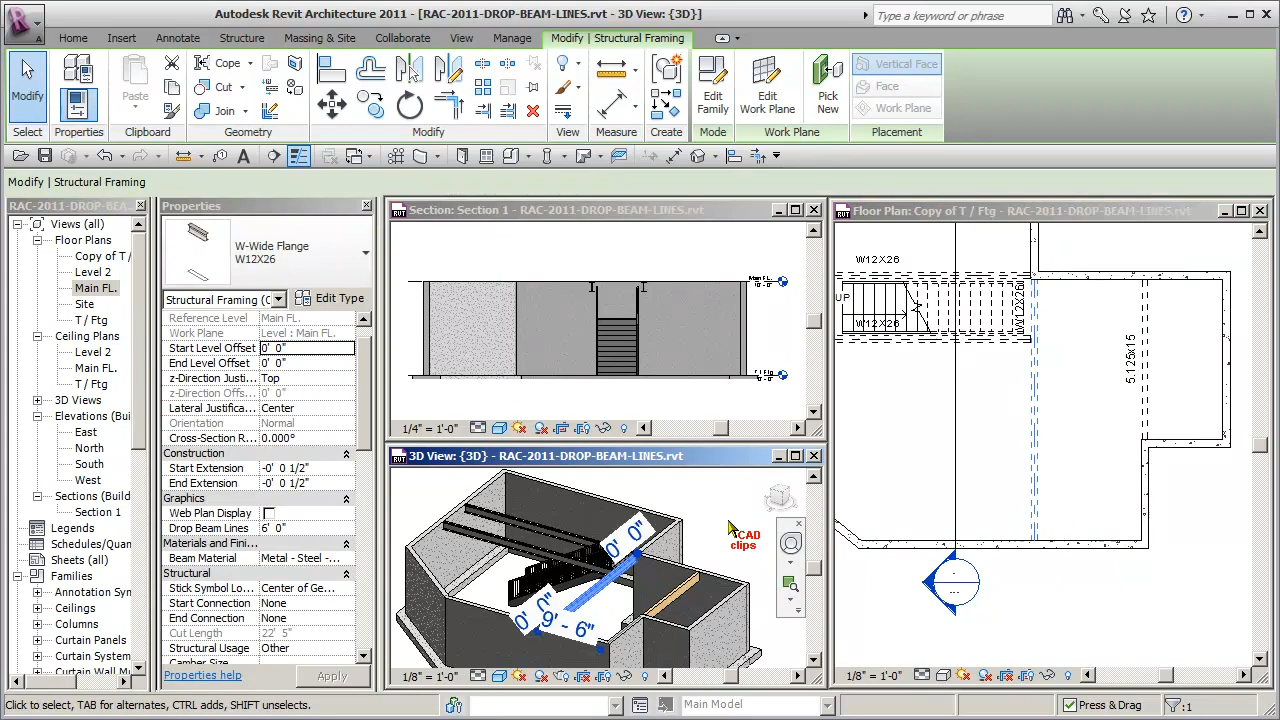 Autodesk Revit Architecture 2011 - [RAC-2011-DROP-BEAM-LINES.rvt - 3D View: {3D}]
Type a keyword or phrase
Home Insert Annotate Structure Massing & Site Collaborate View Manage Modify | Structural Framing
Modify
Paste
Cope
Cut
Join
Edit Family
Edit Work Plane
Pick New
Vertical Face
Face
Work Plane
Select Properties Clipboard Geometry Modify View Measure Create Mode Work Plane Placement
Modify | Structural Framing
RAC-2011-DROP-BEA...
Views (all)
Floor Plans
Copy of T /
Level 2
Main FL.
Site
T / Ftg
Ceiling Plans
Level 2
Main FL.
T / Ftg
3D Views
Elevations (Buil
East
North
South
West
Sections (Build
Section 1
Legends
Schedules/Quan
Sheets (all)
Families
Annotation Sym
Ceilings
Columns
Curtain Panels
Curtain System
Curtain Wall M
Properties
W-Wide Flange
W12X26
Structural Framing (C
Edit Type
Reference Level Main FL.
Work Plane Level : Main FL.
Start Level Offset 0' 0"
End Level Offset 0' 0"
z-Direction Justi... Top
z-Direction Offs... 0' 0"
Lateral Justifica... Center
Orientation Normal
Cross-Section R... 0.000°
Construction
Start Extension -0' 0 1/2"
End Extension -0' 0 1/2"
Graphics
Web Plan Display
Drop Beam Lines 6' 0"
Materials and Fini...
Beam Material Metal - Steel - ...
Structural
Stick Symbol Lo... Center of Ge...
Start Connection None
End Connection None
Cut Length 22' 5"
Structural Usage Other
Camber Size
Properties help
Apply
Section: Section 1 - RAC-2011-DROP-BEAM-LINES.rvt
Main FL.
T / Ftg
1/4" = 1'-0"
3D View: {3D} - RAC-2011-DROP-BEAM-LINES.rvt
0' 0"
0' 0"
9' - 6"
CAD
clips
1/8" = 1'-0"
Floor Plan: Copy of T / Ftg - RAC-2011-DROP-BEAM-LINES.rvt
W12X26
UP
W12X26
W12X26
5.125x15
1/8" = 1'-0"
Click to select, TAB for alternates, CTRL adds, SHIFT unselects.
Main Model
Press & Drag
:1